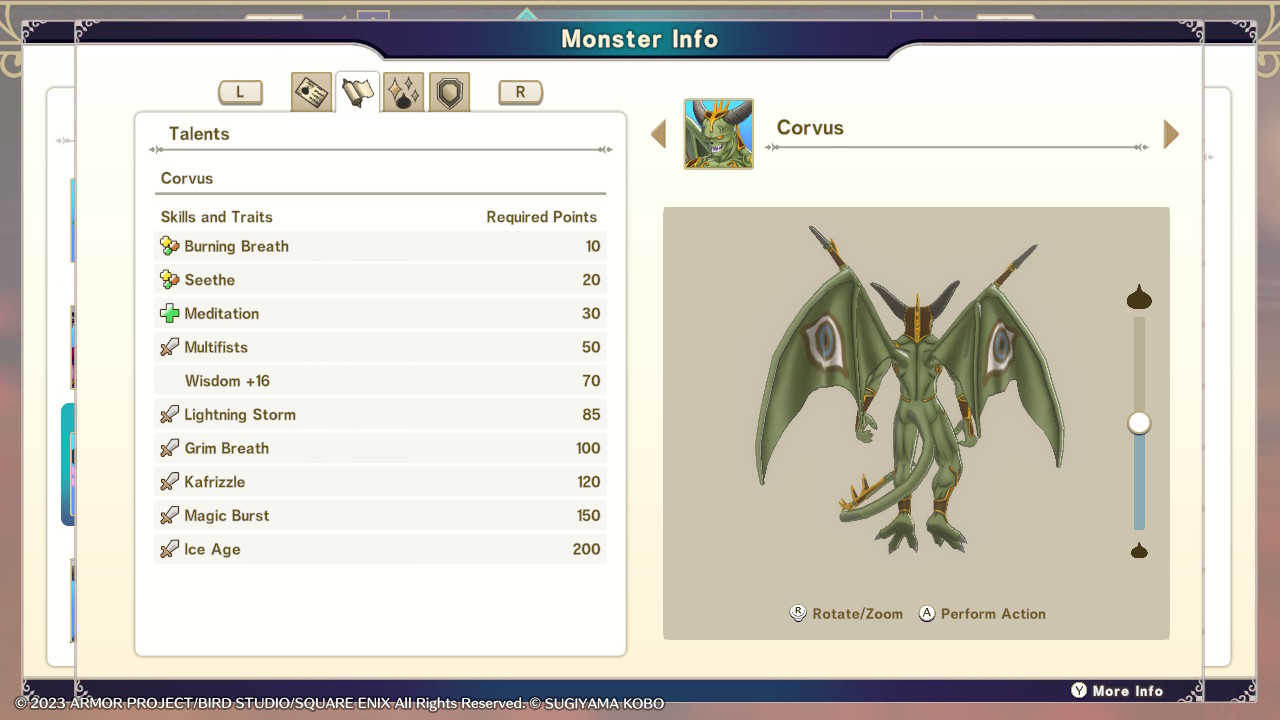 Monster Info
L
R
Talents
Corvus
Skills and Traits Required Points
Burning Breath 10
Seethe 20
Meditation 30
Multifists 50
Wisdom +16 70
Lightning Storm 85
Grim Breath 100
Kafrizzle 120
Magic Burst 150
Ice Age 200
Corvus
R Rotate/Zoom A Perform Action
Y More Info
© 2023 ARMOR PROJECT/BIRD STUDIO/SQUARE ENIX All Rights Reserved. © SUGIYAMA KOBO